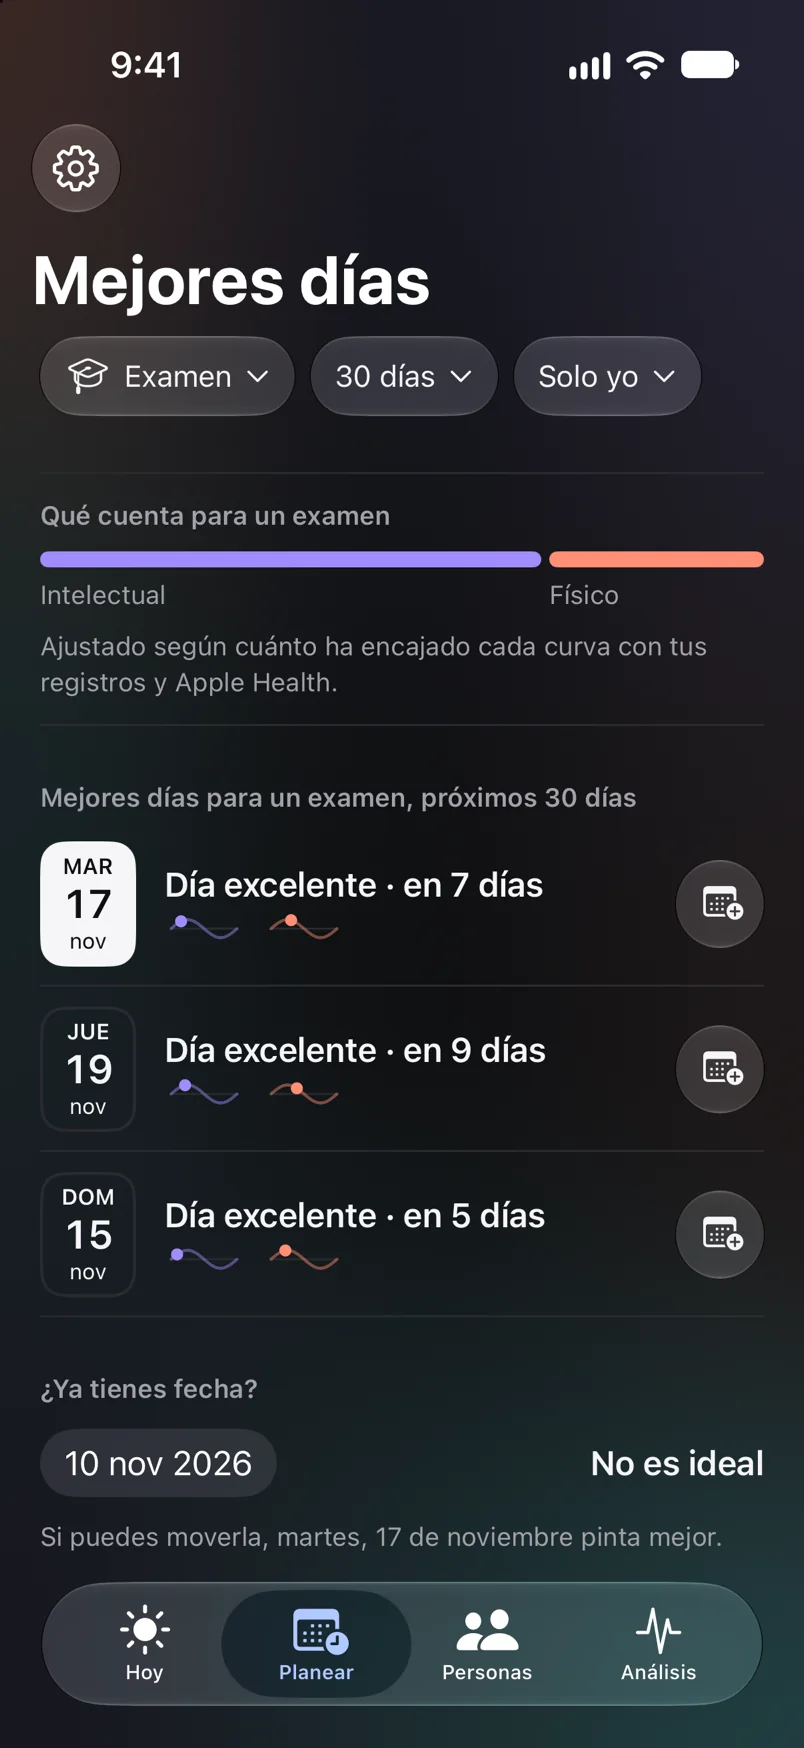 9:41
Mejores días
Examen
30 días
Solo yo
Qué cuenta para un examen
Intelectual
Físico
Ajustado según cuánto ha encajado cada curva con tus
registros y Apple Health.
Mejores días para un examen, próximos 30 días
MAR
17
nov
Día excelente · en 7 días
JUE
19
nov
Día excelente · en 9 días
DOM
15
nov
Día excelente · en 5 días
¿Ya tienes fecha?
10 nov 2026
No es ideal
Si puedes moverla, martes, 17 de noviembre pinta mejor.
Hoy
Planear
Personas
Análisis